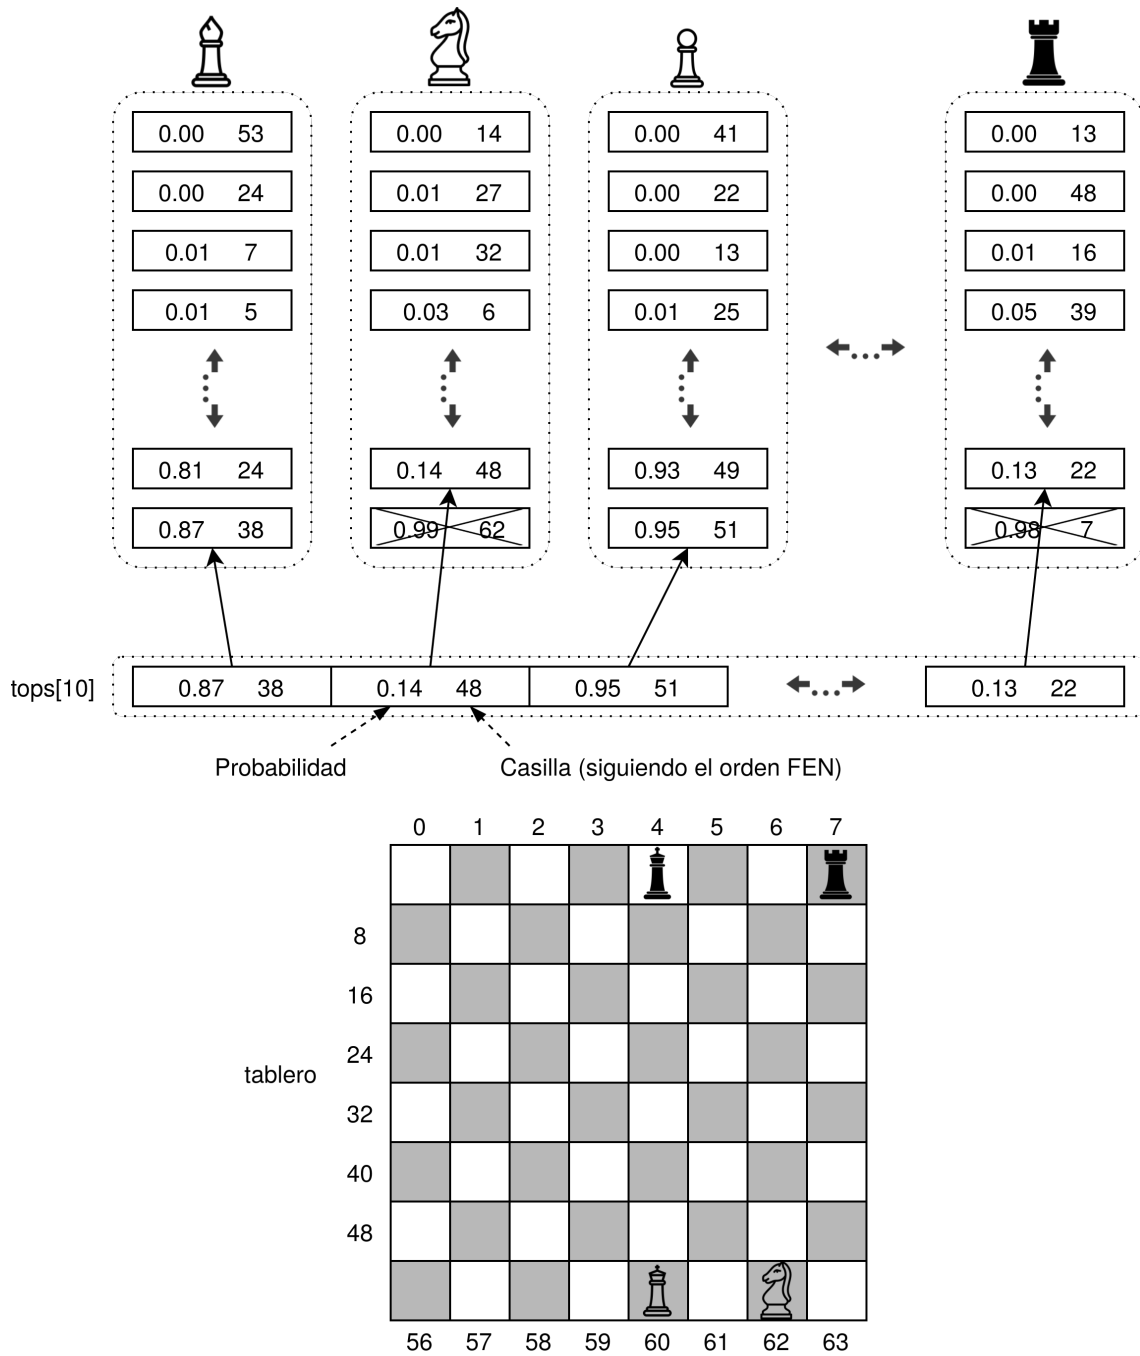 0.00 53 0.00 14 0.00 41 0.00 13
0.00 24 0.01 27 0.00 22 0.00 48
0.01 7 0.01 32 0.00 13 0.01 16
0.01 5 0.03 6 0.01 25 0.05 39
0.81 24 0.14 48 0.93 49 0.13 22
0.87 38 0.99 62 0.95 51 0.98 7
tops[10] 0.87 38 0.14 48 0.95 51 0.13 22
Probabilidad Casilla (siguiendo el orden FEN)
0 1 2 3 4 5 6 7
8
16
24
tablero
32
40
48
56 57 58 59 60 61 62 63